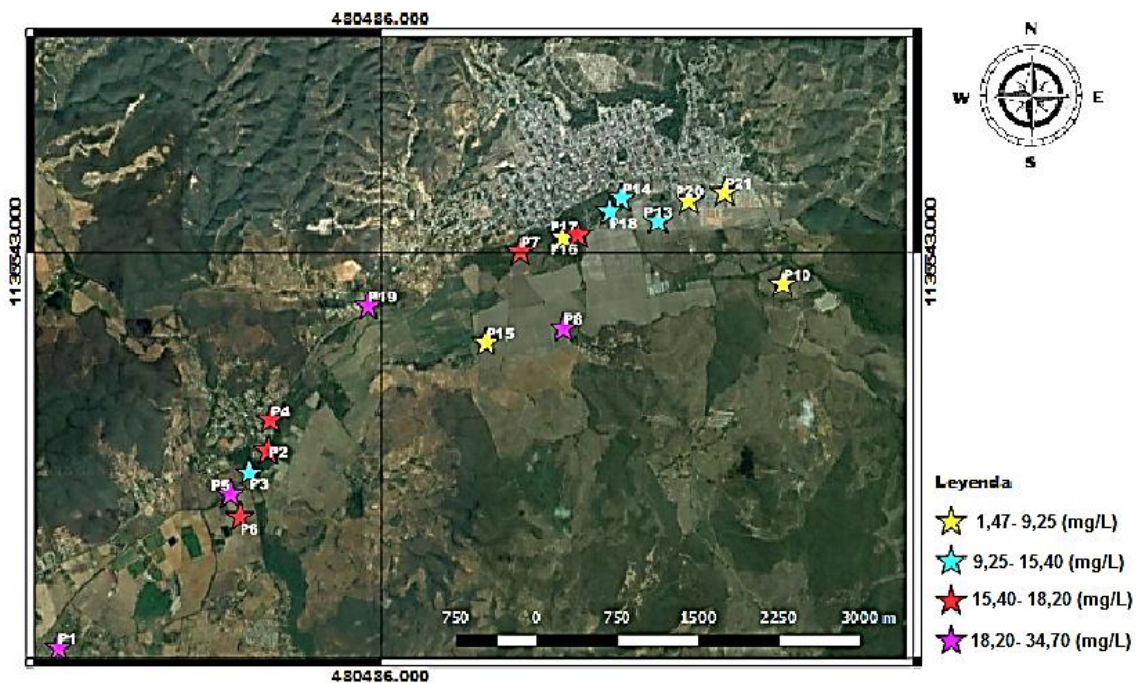 480486.000
N
W E
S
1135543.000
1135543.000
P14
P20
P21
P18
P13
P17
P16
P7
P10
P19
P8
P15
P4
P2
P3
P5
P6
P1
Leyenda
1,47- 9,25 (mg/L)
9,25- 15,40 (mg/L)
15,40- 18,20 (mg/L)
18,20- 34,70 (mg/L)
750 0 750 1500 2250 3000 m
480486.000